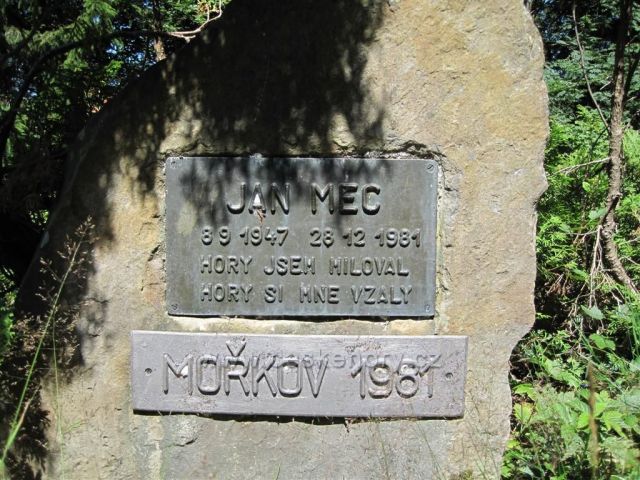 JAN MEC
8 9 1947 28 12 1981
HORY JSEM MILOVAL
HORY SI MNE VZALY
MOŘKOV 1981